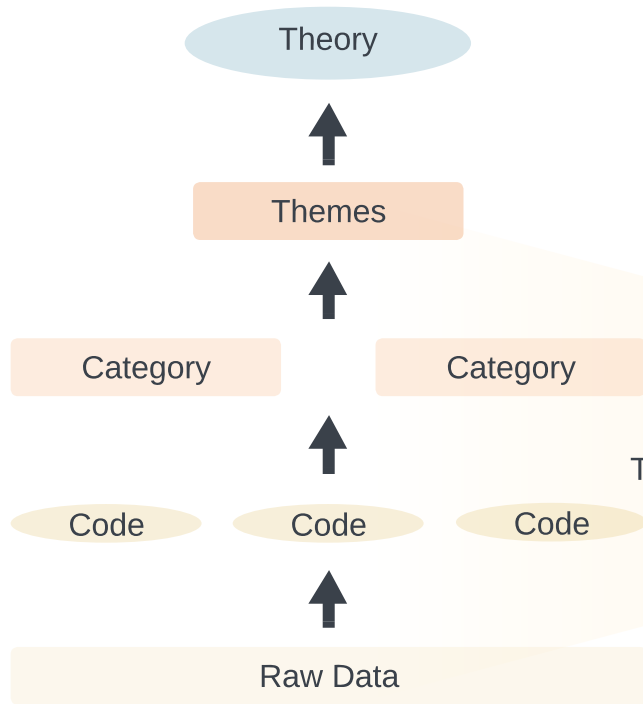 Theory
Themes
Category Category
T
Code Code Code
Raw Data